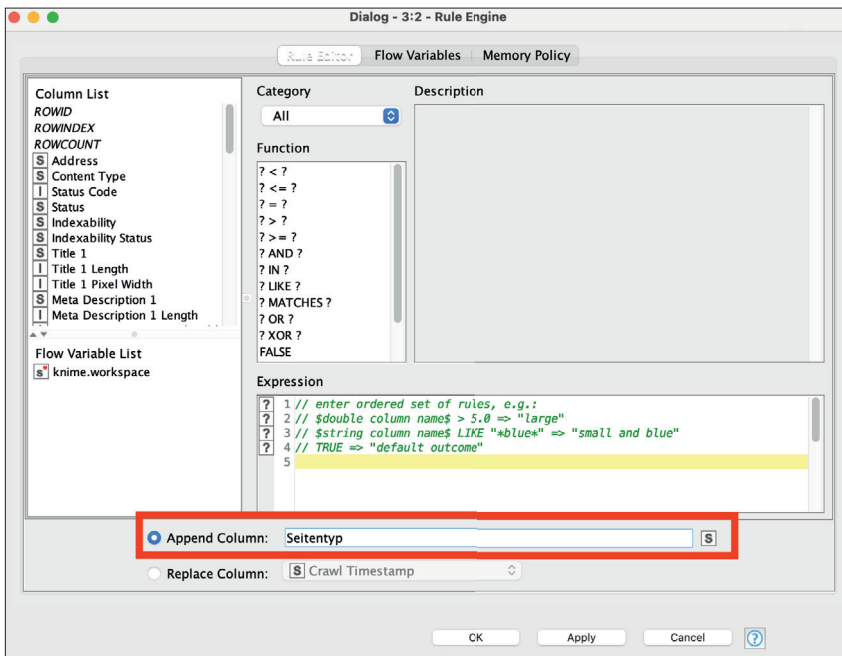 Dialog - 3:2 - Rule Engine
Rule Editor Flow Variables Memory Policy
Column List
ROWID
ROWINDEX
ROWCOUNT
S Address
S Content Type
I Status Code
S Status
S Indexability
S Indexability Status
S Title 1
I Title 1 Length
I Title 1 Pixel Width
S Meta Description 1
I Meta Description 1 Length
Flow Variable List
s knime.workspace
Category
All
Function
? < ?
? <= ?
? = ?
? > ?
? >= ?
? AND ?
? IN ?
? LIKE ?
? MATCHES ?
? OR ?
? XOR ?
FALSE
Description
Expression
? 1 // enter ordered set of rules, e.g.:
? 2 // $double column name$ > 5.0 => "large"
? 3 // $string column name$ LIKE "*blue*" => "small and blue"
? 4 // TRUE => "default outcome"
5
Append Column: Seitentyp S
Replace Column: S Crawl Timestamp
OK Apply Cancel ?